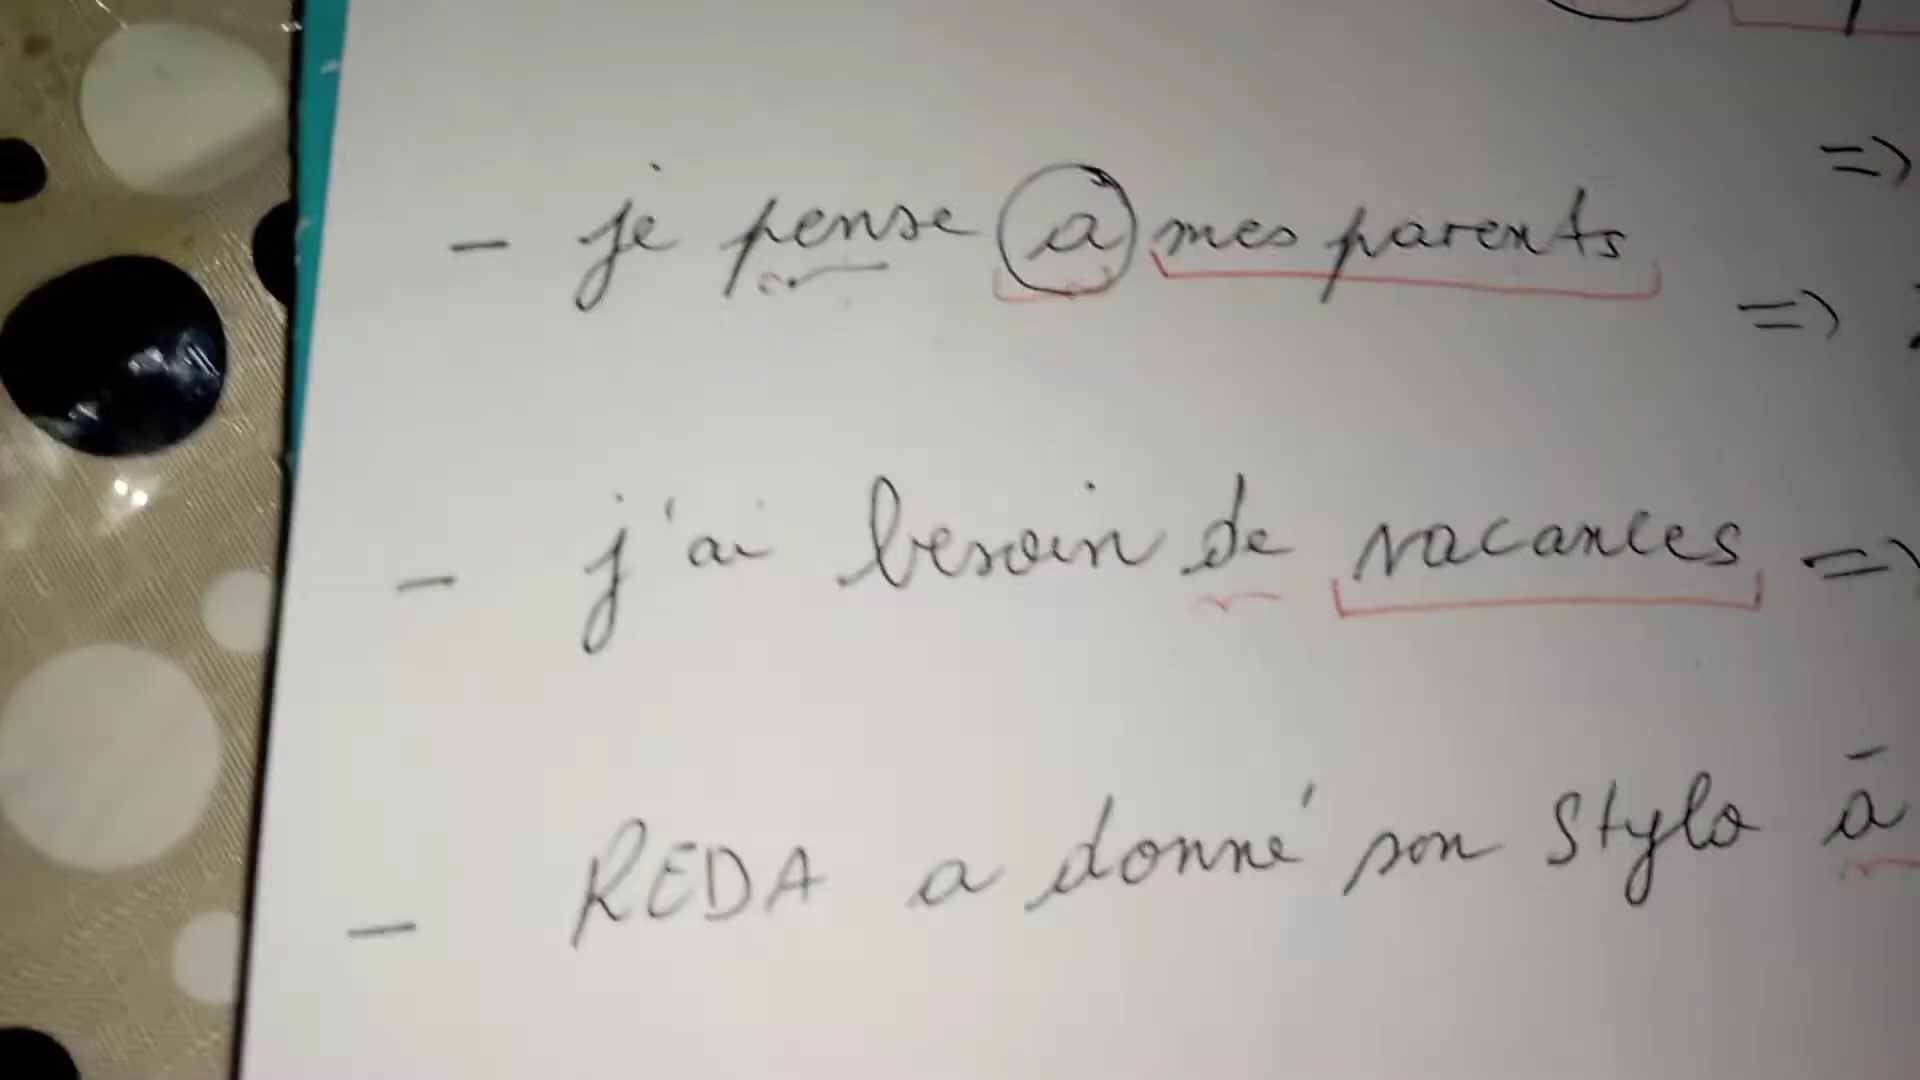 =>
- je pense à mes parents
=>
- j'ai besoin de vacances =>
- REDA a donné son stylo à